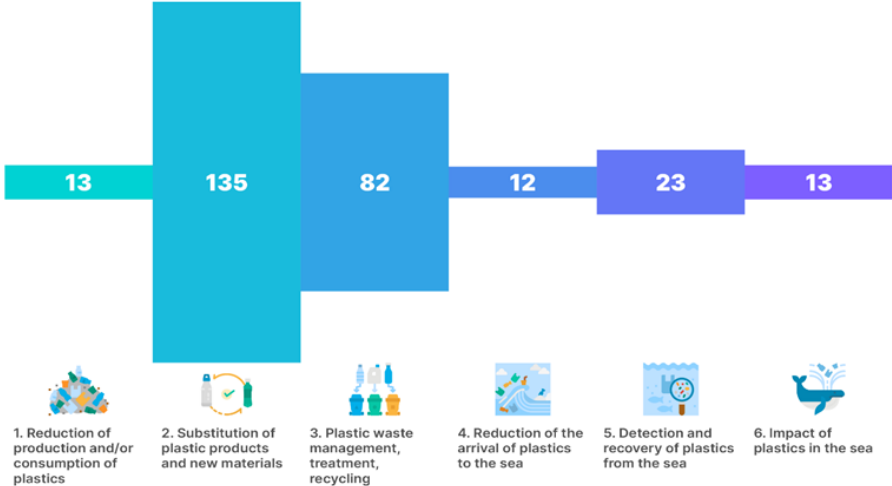 13
135
82
12
23
13
1. Reduction of
production and/or
consumption of
plastics
2. Substitution of
plastic products
and new materials
3. Plastic waste
management,
treatment,
recycling
4. Reduction of the
arrival of plastics
to the sea
5. Detection and
recovery of plastics
from the sea
6. Impact of
plastics in the sea